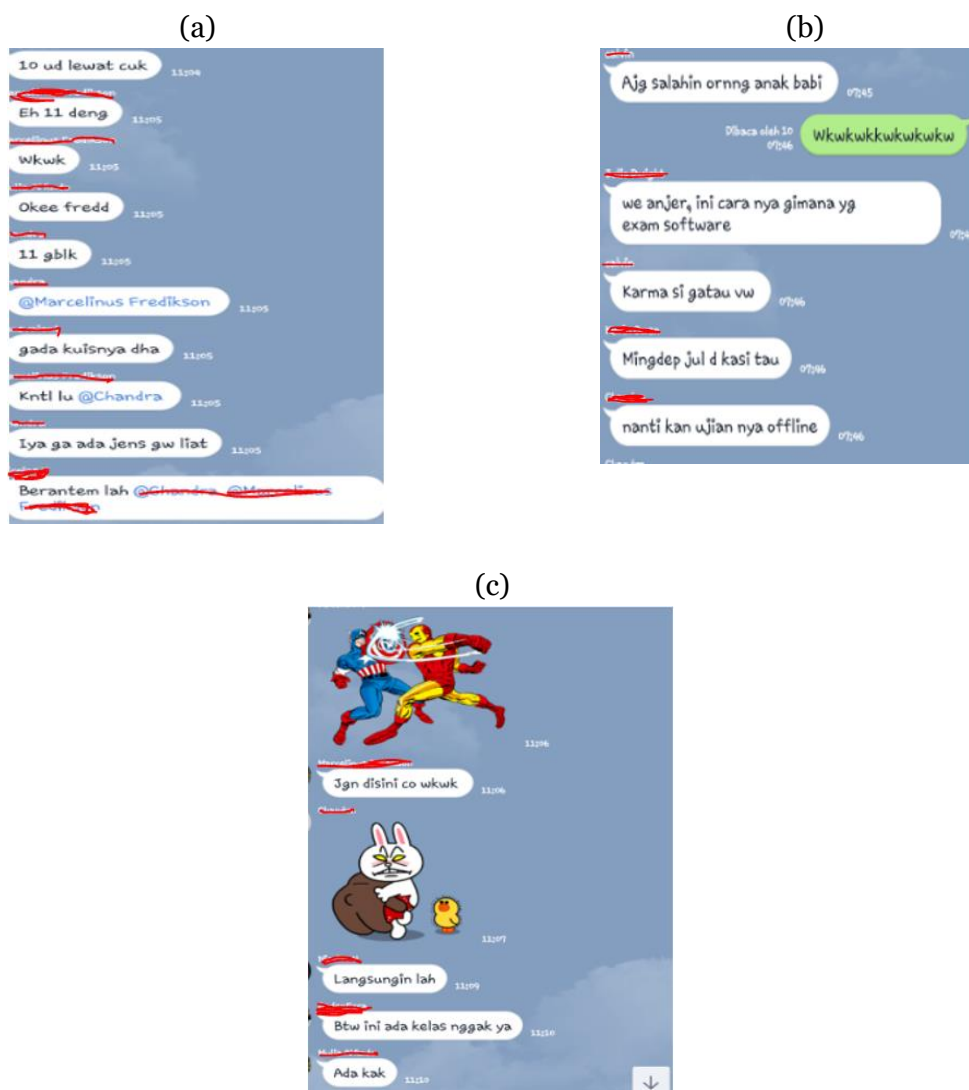 (a)
10 ud lewat cuk
11:04
Eh 11 deng
11:05
Wkwk
11:05
Okee fredd
11:05
11 gblk
11:05
@Marcelinus Fredikson
11:05
gada kuisnya dha
11:05
Kntl lu @Chandra
11:05
Iya ga ada jens gw liat
11:05
Berantem lah
(b)
Ajg salahin ornng anak babi
07:45
Dibaca oleh 10
07:46
Wkwkwkkwkwkwkw
we anjer, ini cara nya gimana yg
exam software
Karma si gatau vw
07:46
Mingdep jul d kasi tau
07:46
nanti kan ujian nya offline
07:46
(c)
11:06
Jgn disini co wkwk
11:06
11:07
Langsungin lah
11:09
Btw ini ada kelas nggak ya
11:10
Ada kak
11:10